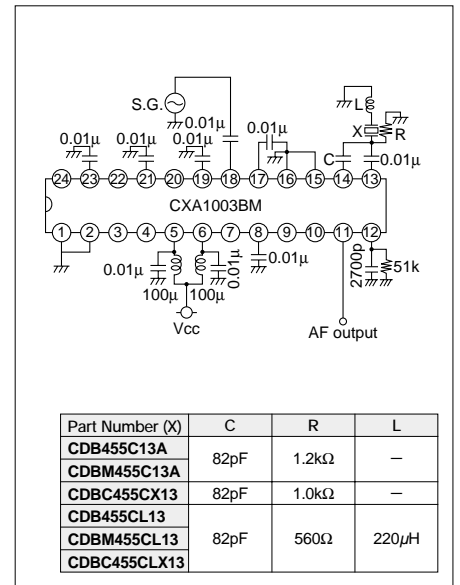 S.G.
L
X
R
0.01μ
0.01μ 0.01μ 0.01μ 0.01μ C 0.01μ
24 23 22 21 20 19 18 17 16 15 14 13
CXA1003BM
1 2 3 4 5 6 7 8 9 10 11 12
0.01μ 0.01μ 0.01μ 2700p 51k
100μ 100μ
Vcc
AF output
Part Number (X) C R L
CDB455C13A 82pF 1.2kΩ –
CDBM455C13A
CDBC455CX13 82pF 1.0kΩ –
CDB455CL13
CDBM455CL13 82pF 560Ω 220μH
CDBC455CLX13